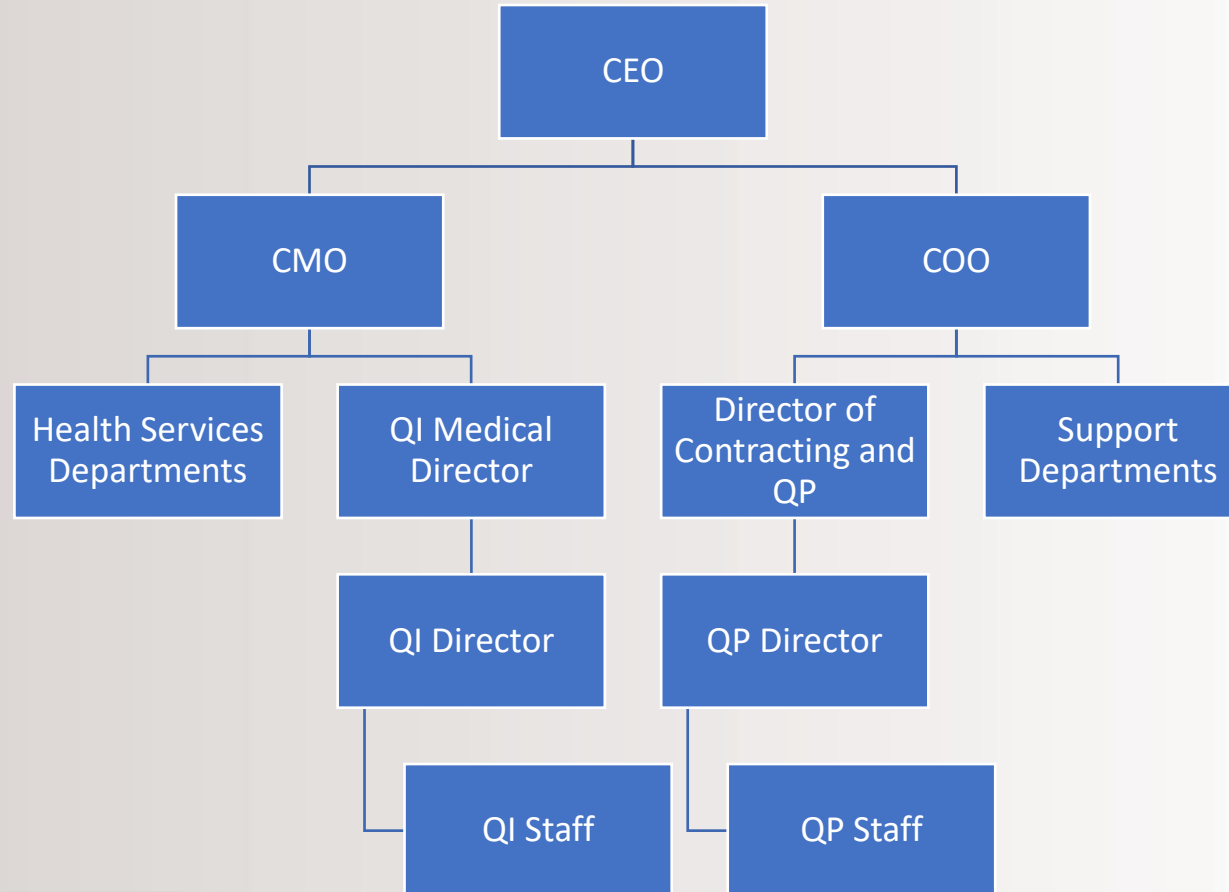 CEO
CMO
COO
Health Services
Departments
QI Medical
Director
Director of
Contracting and
QP
Support
Departments
QI Director
QP Director
QI Staff
QP Staff